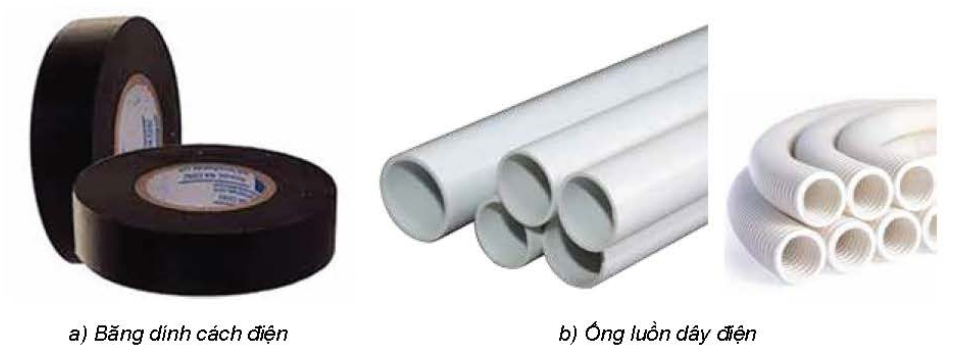 a) Băng dính cách điện
b) Ống luồn dây điện